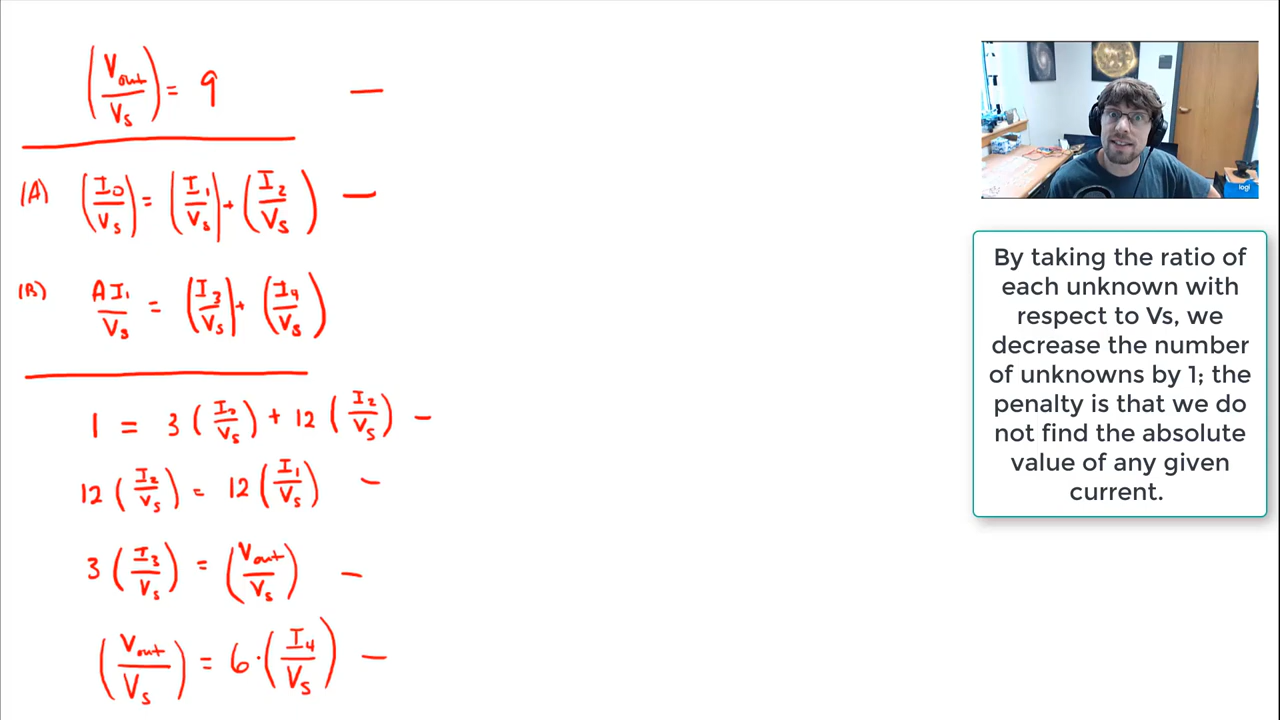 (Vout/Vs) = 9 —
(A) (I0/Vs) = (I1/Vs) + (I2/Vs) —
(B) AI1/Vs = (I3/Vs) + (I4/Vs)
1 = 3 (I0/Vs) + 12 (I2/Vs) —
12 (I2/Vs) = 12 (I1/Vs) —
3 (I3/Vs) = (Vout/Vs) —
(Vout/Vs) = 6 · (I4/Vs) —
logi
By taking the ratio of
each unknown with
respect to Vs, we
decrease the number
of unknowns by 1; the
penalty is that we do
not find the absolute
value of any given
current.